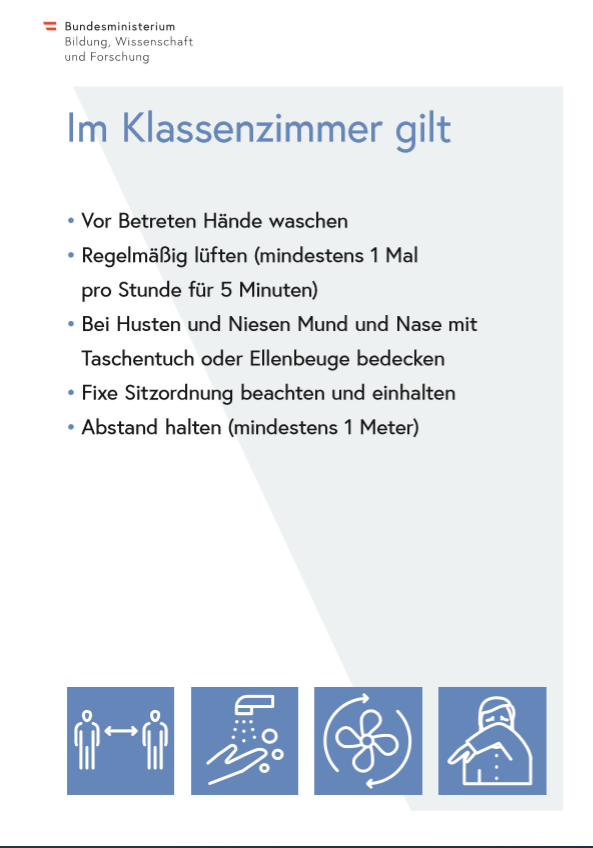 Bundesministerium
Bildung, Wissenschaft
und Forschung
Im Klassenzimmer gilt
• Vor Betreten Hände waschen
• Regelmäßig lüften (mindestens 1 Mal
pro Stunde für 5 Minuten)
• Bei Husten und Niesen Mund und Nase mit
Taschentuch oder Ellenbeuge bedecken
• Fixe Sitzordnung beachten und einhalten
• Abstand halten (mindestens 1 Meter)